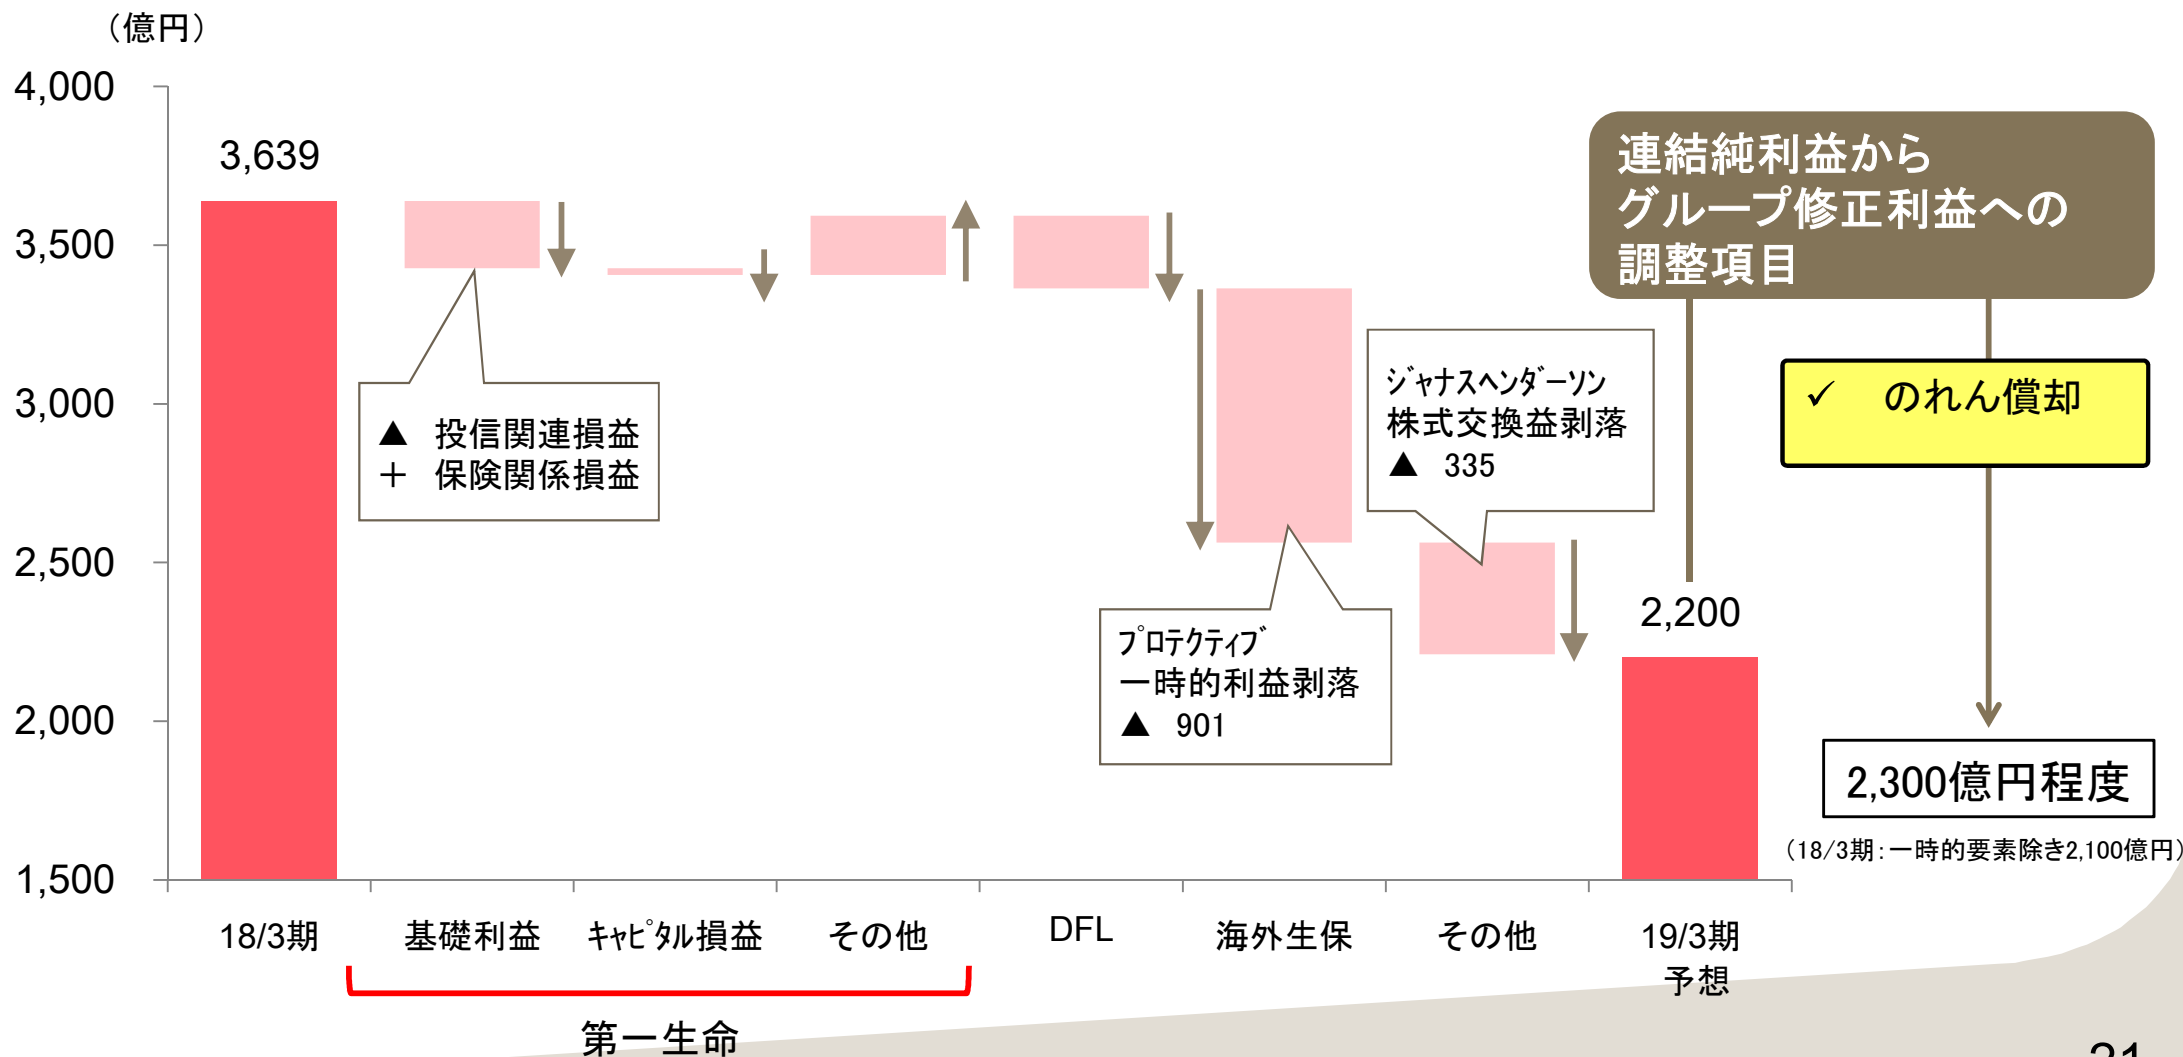 （億円）
4,000
3,500
3,000
2,500
2,000
1,500
3,639
▲ 投信関連損益
＋ 保険関係損益
プロテクティブ
一時的利益剥落
▲ 901
ジャナスヘンダーソン
株式交換益剥落
▲ 335
2,200
連結純利益から
グループ修正利益への
調整項目
✓ のれん償却
2,300億円程度
（18/3期：一時的要素除き2,100億円）
18/3期
基礎利益
キャピタル損益
その他
DFL
海外生保
その他
19/3期
予想
第一生命